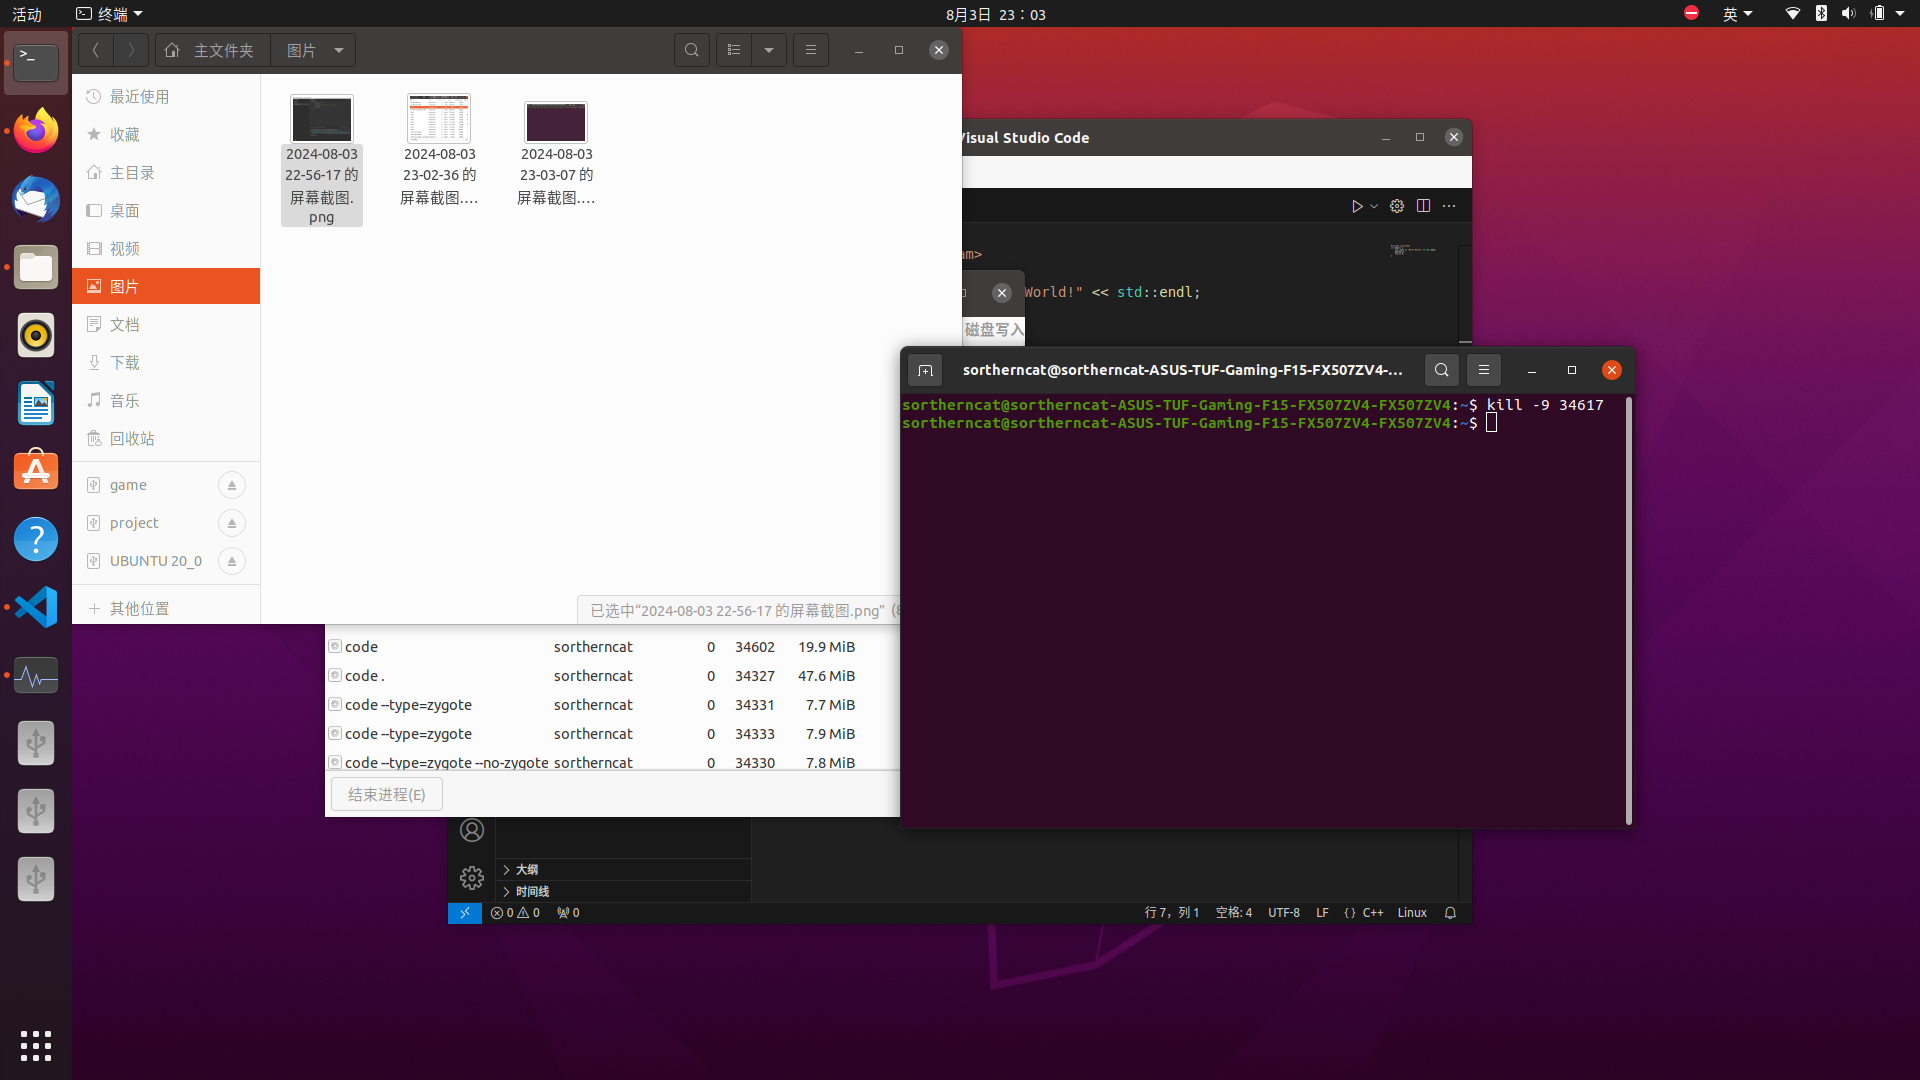 活动
终端
8月3日 23：03
英
主文件夹
图片
最近使用
收藏
主目录
桌面
视频
图片
文档
下载
音乐
回收站
game
project
UBUNTU 20_0
其他位置
2024-08-03
22-56-17 的
屏幕截图.
png
2024-08-03
23-02-36 的
屏幕截图.…
2024-08-03
23-03-07 的
屏幕截图.…
已选中“2024-08-03 22-56-17 的屏幕截图.png” (
Visual Studio Code
am>
World!" << std::endl;
磁盘写入
sortherncat@sortherncat-ASUS-TUF-Gaming-F15-FX507ZV4-...
sortherncat@sortherncat-ASUS-TUF-Gaming-F15-FX507ZV4-FX507ZV4:~$ kill -9 34617
sortherncat@sortherncat-ASUS-TUF-Gaming-F15-FX507ZV4-FX507ZV4:~$
code sortherncat 0 34602 19.9 MiB
code . sortherncat 0 34327 47.6 MiB
code --type=zygote sortherncat 0 34331 7.7 MiB
code --type=zygote sortherncat 0 34333 7.9 MiB
code --type=zygote --no-zygote sortherncat 0 34330 7.8 MiB
结束进程(E)
大纲
时间线
0 0 0
行 7，列 1 空格: 4 UTF-8 LF {} C++ Linux